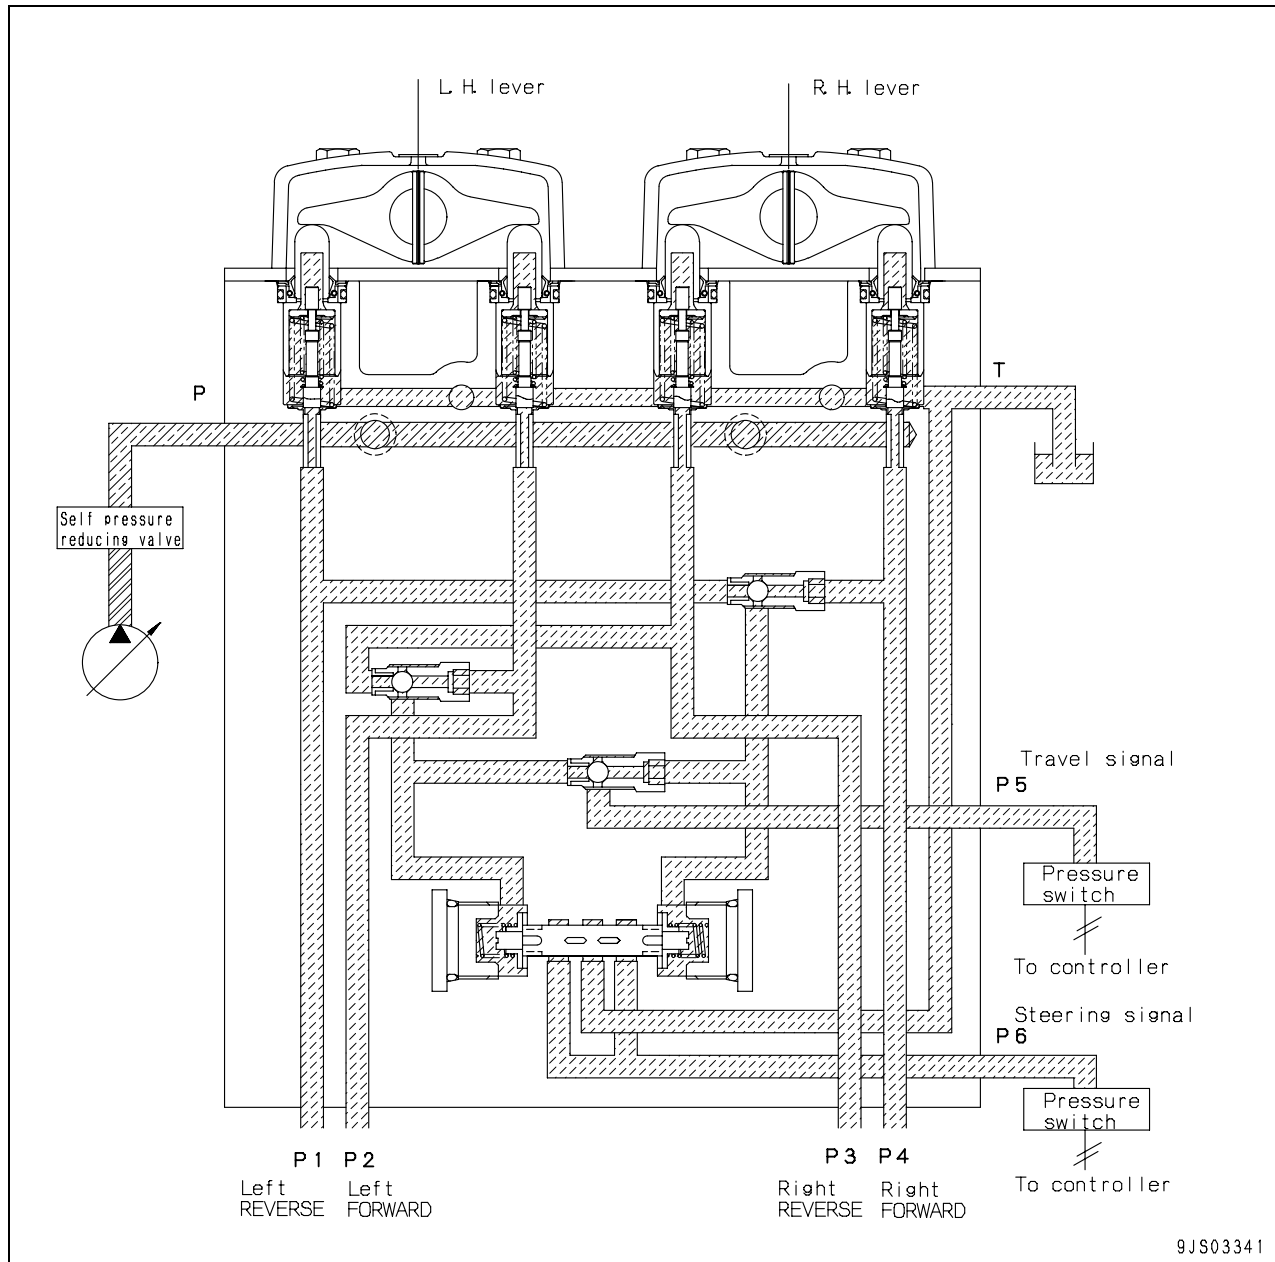 L.H. lever
R.H. lever
P
T
Self pressure
reducing valve
Travel signal
P5
Pressure
switch
To controller
Steering signal
P6
Pressure
switch
To controller
P1
P2
P3
P4
Left
REVERSE
Left
FORWARD
Right
REVERSE
Right
FORWARD
9JS03341